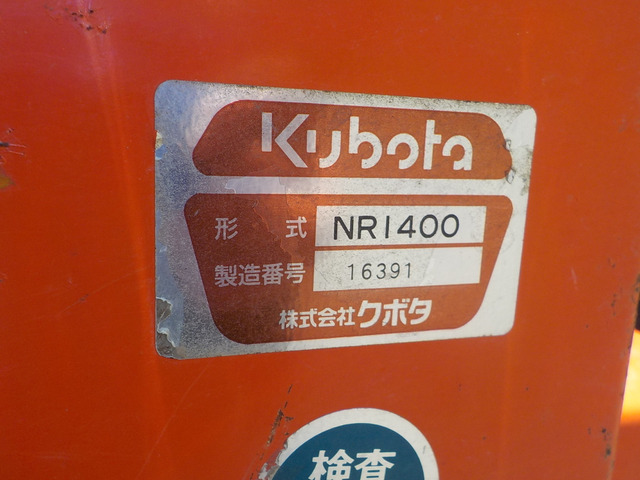 Kubota
形 式 NR1400
製造番号 16391
株式会社クボタ
検査